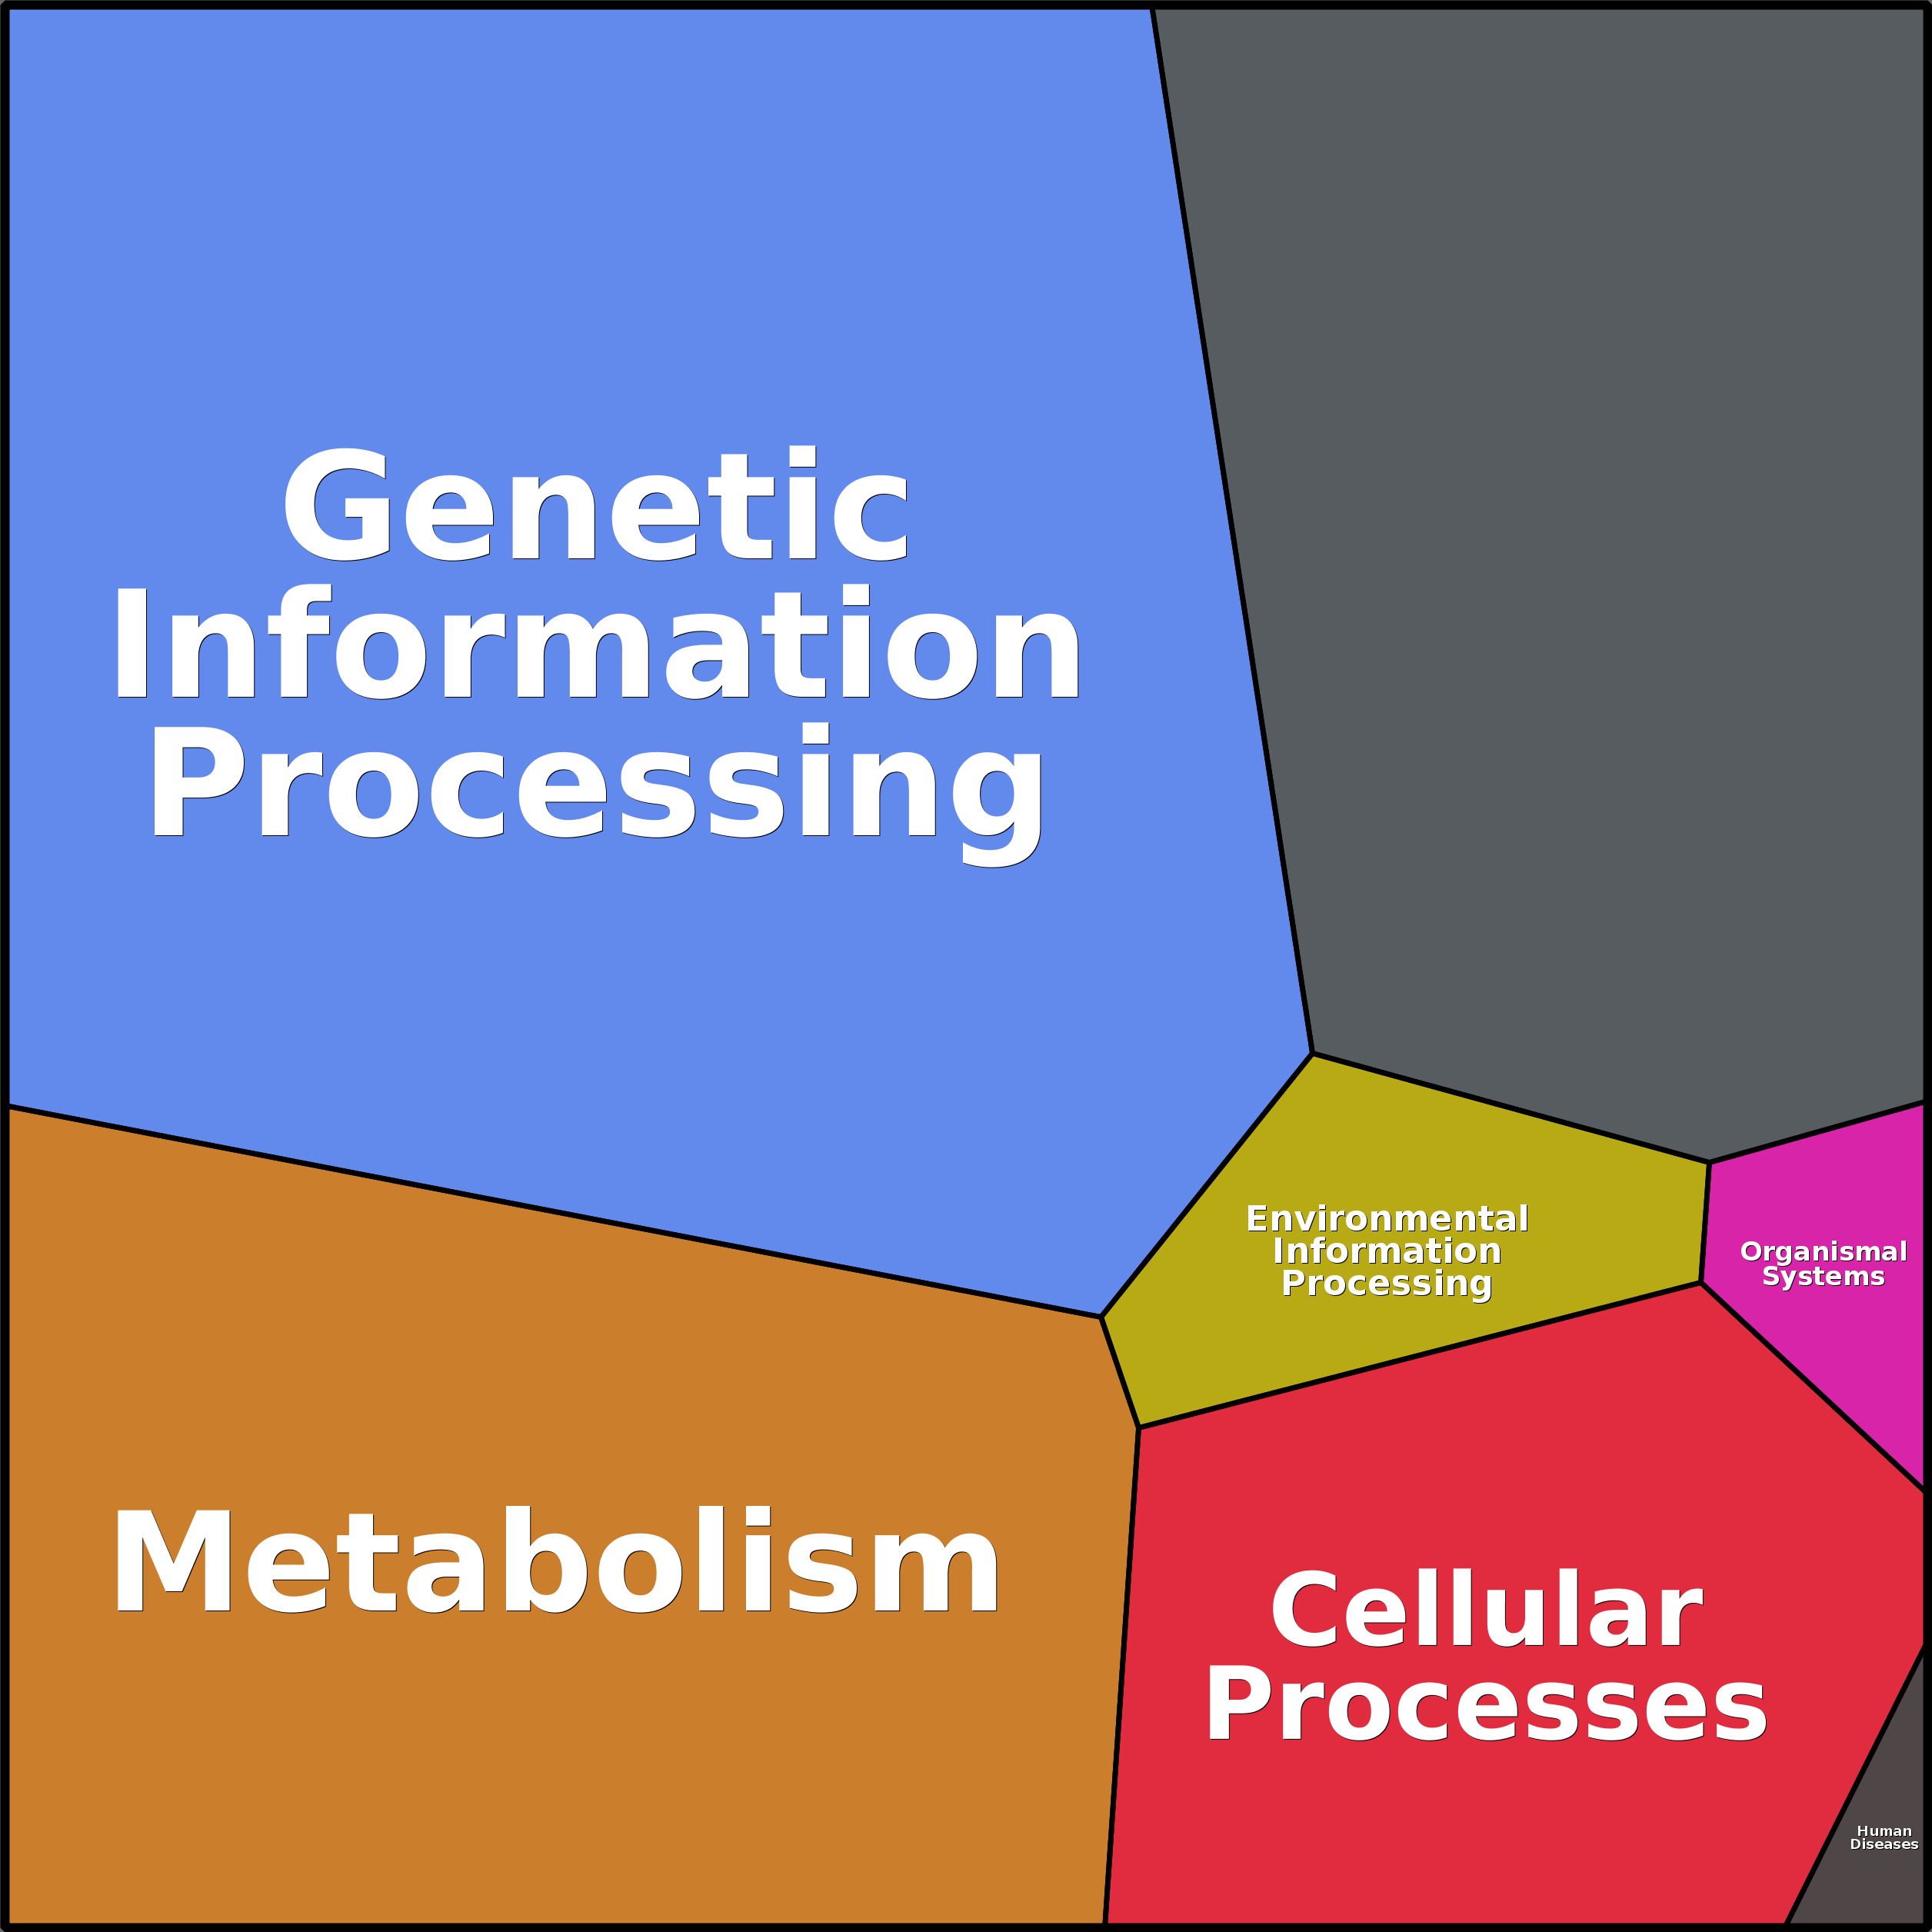 Genetic
Information
Processing
Environmental
Information
Processing
Organismal
Systems
Metabolism
Cellular
Processes
Human
Diseases